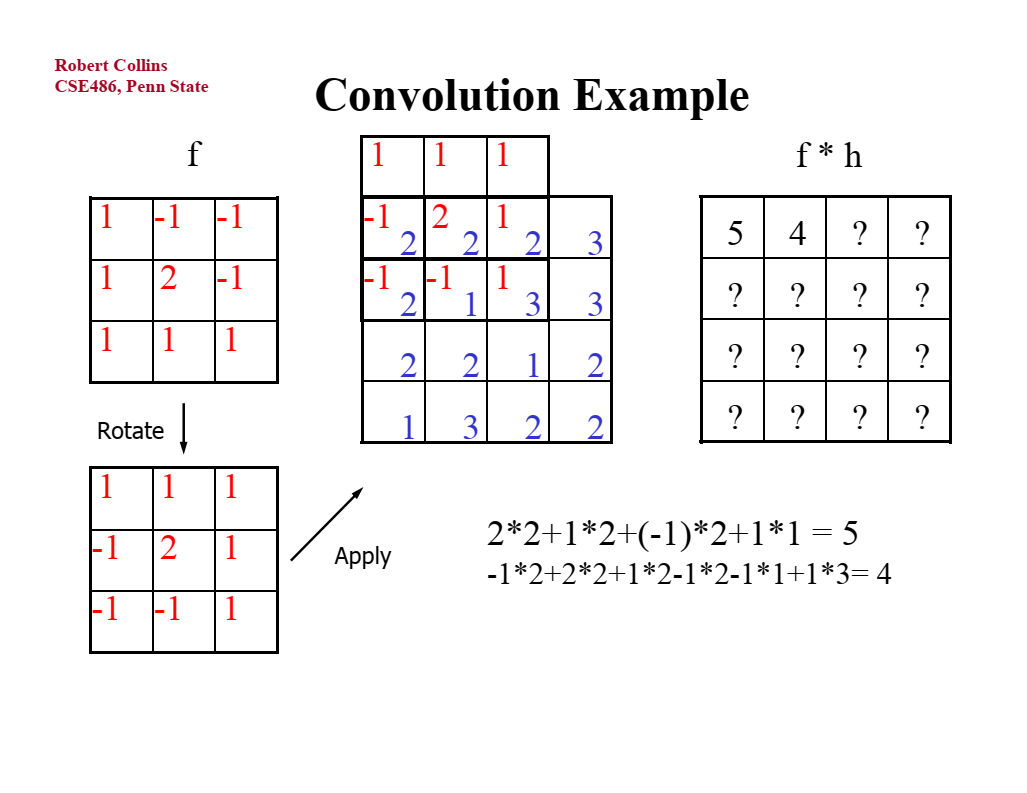 Robert Collins
CSE486, Penn State
Convolution Example
f
f * h
1 -1 -1
1 2 -1
1 1 1
Rotate
1 1 1
-1 2 1
-1 -1 1
Apply
1 1 1
-1 2 2 2 1 2 3
-1 2 -1 1 1 3 3
2 2 1 2
1 3 2 2
5 4 ? ?
? ? ? ?
? ? ? ?
? ? ? ?
2*2+1*2+(-1)*2+1*1 = 5
-1*2+2*2+1*2-1*2-1*1+1*3= 4